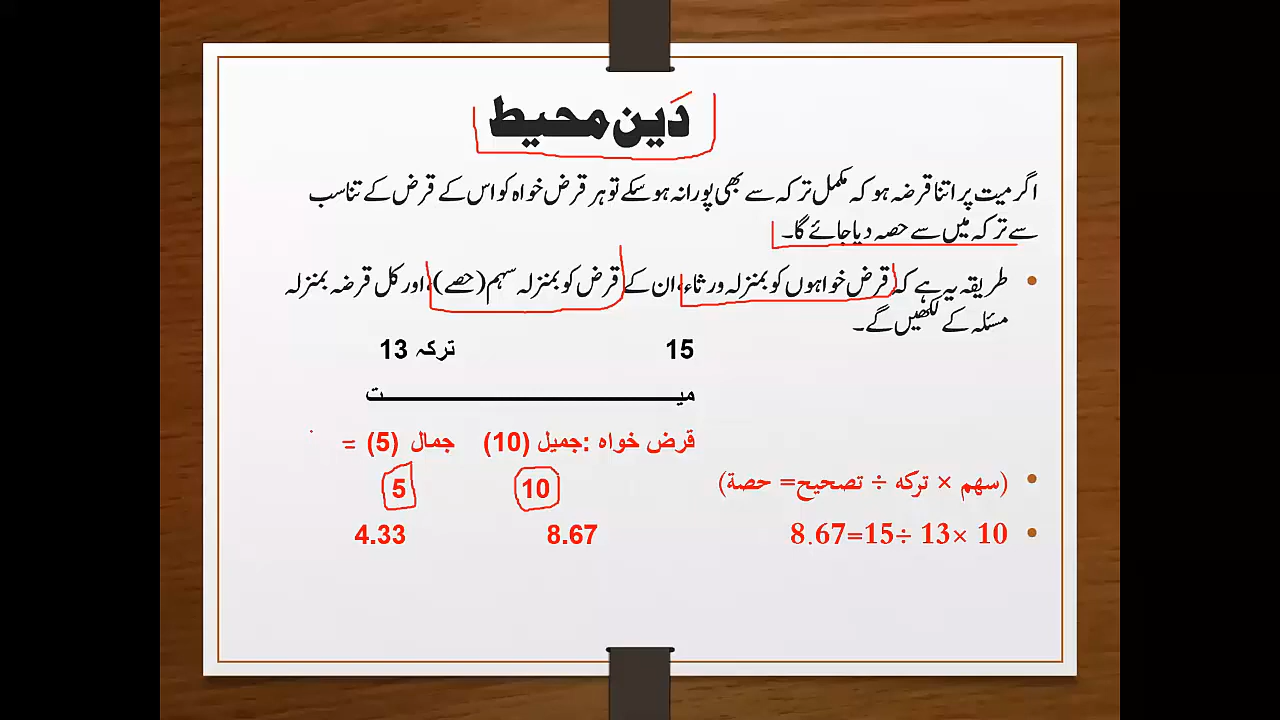 دَین محیط
اگر میت پر اتنا قرضہ ہو کہ مکمل ترکہ سے بھی پورا نہ ہو سکے تو ہر قرض خواہ کو اس کے قرض کے تناسب
سے ترکہ میں سے حصہ دیا جائے گا۔
طریقہ یہ ہے کہ قرض خواہوں کو بمنزلہ ورثاء، ان کے قرض کو بمنزلہ سہم (حصے)، اور کل قرضہ بمنزلہ
مسئلہ کے لکھیں گے۔
15 ترکہ 13
میـــــــــــــــــــــــــــــــــت
قرض خواہ :جمیل (10) جمال (5) =
10 5
8.67 4.33
(سهم × تركه ÷ تصحيح= حصة)
10 ×13 ÷15=8.67